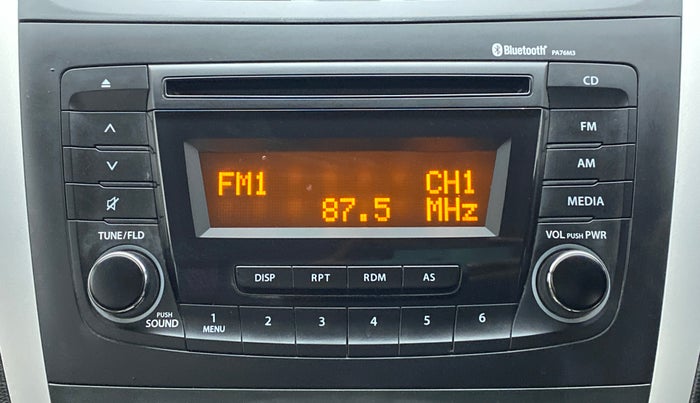 Bluetooth PA76M3
CD
FM
AM
MEDIA
FM1 CH1
87.5 MHz
TUNE/FLD
VOL PUSH PWR
DISP RPT RDM AS
PUSH
SOUND
1 2 3 4 5 6
MENU